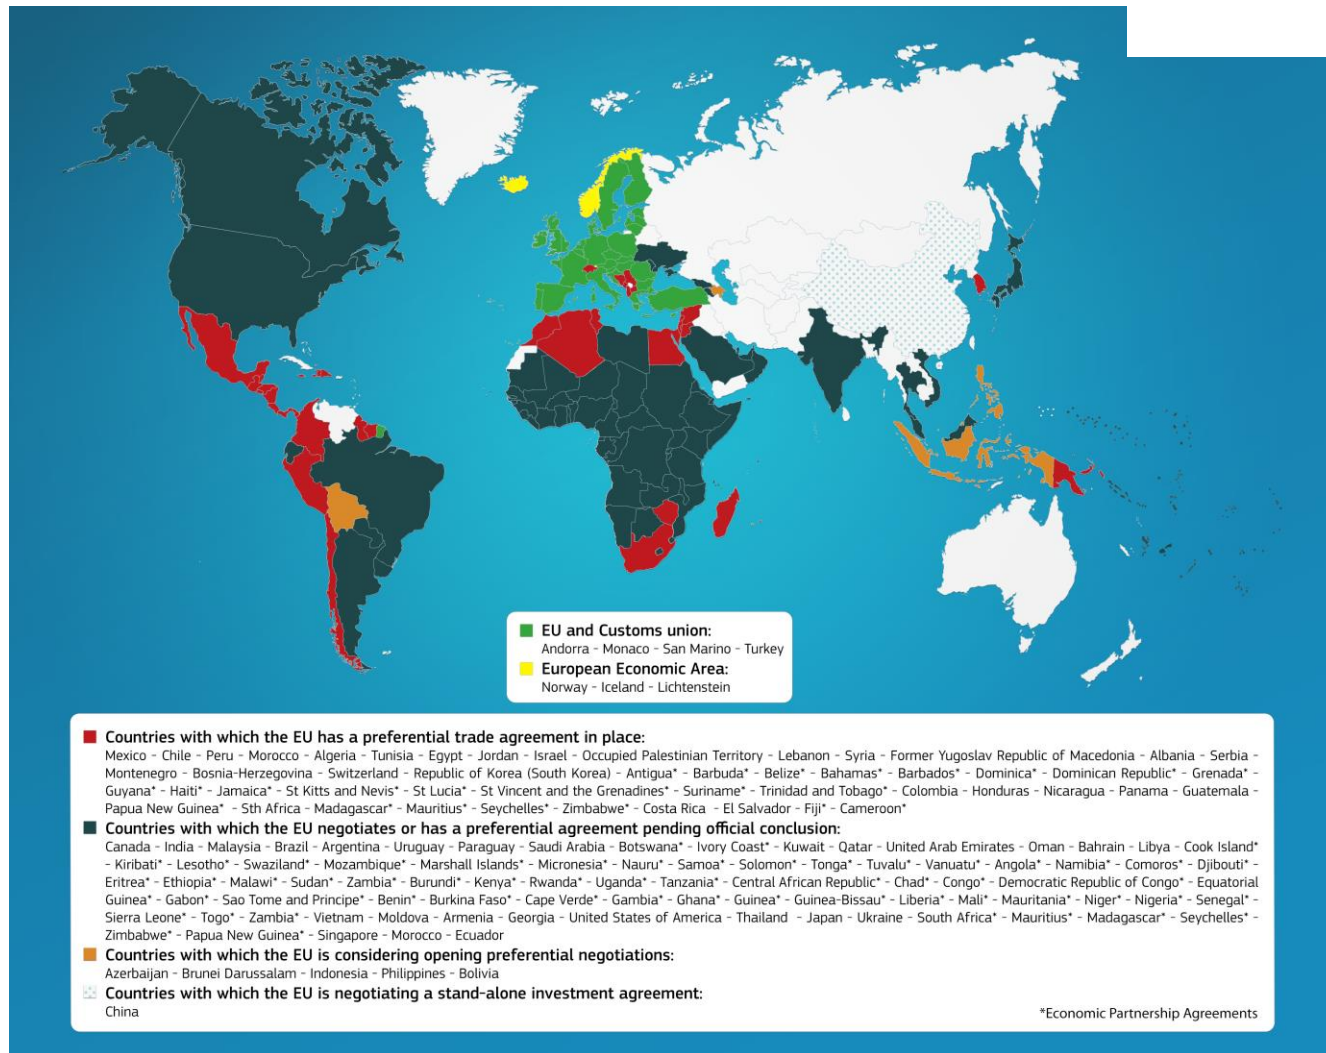 EU and Customs union:
Andorra - Monaco - San Marino - Turkey
European Economic Area:
Norway - Iceland - Lichtenstein
Countries with which the EU has a preferential trade agreement in place:
Mexico - Chile - Peru - Morocco - Algeria - Tunisia - Egypt - Jordan - Israel - Occupied Palestinian Territory - Lebanon - Syria - Former Yugoslav Republic of Macedonia - Albania - Serbia -
Montenegro - Bosnia-Herzegovina - Switzerland - Republic of Korea (South Korea) - Antigua* - Barbuda* - Belize* - Bahamas* - Barbados* - Dominica* - Dominican Republic* - Grenada* -
Guyana* - Haiti* - Jamaica* - St Kitts and Nevis* - St Lucia* - St Vincent and the Grenadines* - Suriname* - Trinidad and Tobago* - Colombia - Honduras - Nicaragua - Panama - Guatemala -
Papua New Guinea* - Sth Africa - Madagascar* - Mauritius* - Seychelles* - Zimbabwe* - Costa Rica - El Salvador - Fiji* - Cameroon*
Countries with which the EU negotiates or has a preferential agreement pending official conclusion:
Canada - India - Malaysia - Brazil - Argentina - Uruguay - Paraguay - Saudi Arabia - Botswana* - Ivory Coast* - Kuwait - Qatar - United Arab Emirates - Oman - Bahrain - Libya - Cook Island*
- Kiribati* - Lesotho* - Swaziland* - Mozambique* - Marshall Islands* - Micronesia* - Nauru* - Samoa* - Solomon* - Tonga* - Tuvalu* - Vanuatu* - Angola* - Namibia* - Comoros* - Djibouti* -
Eritrea* - Ethiopia* - Malawi* - Sudan* - Zambia* - Burundi* - Kenya* - Rwanda* - Uganda* - Tanzania* - Central African Republic* - Chad* - Congo* - Democratic Republic of Congo* - Equatorial
Guinea* - Gabon* - Sao Tome and Principe* - Benin* - Burkina Faso* - Cape Verde* - Gambia* - Ghana* - Guinea* - Guinea-Bissau* - Liberia* - Mali* - Mauritania* - Niger* - Nigeria* - Senegal* -
Sierra Leone* - Togo* - Zambia* - Vietnam - Moldova - Armenia - Georgia - United States of America - Thailand - Japan - Ukraine - South Africa* - Mauritius* - Madagascar* - Seychelles* -
Zimbabwe* - Papua New Guinea* - Singapore - Morocco - Ecuador
Countries with which the EU is considering opening preferential negotiations:
Azerbaijan - Brunei Darussalam - Indonesia - Philippines - Bolivia
Countries with which the EU is negotiating a stand-alone investment agreement:
China
*Economic Partnership Agreements